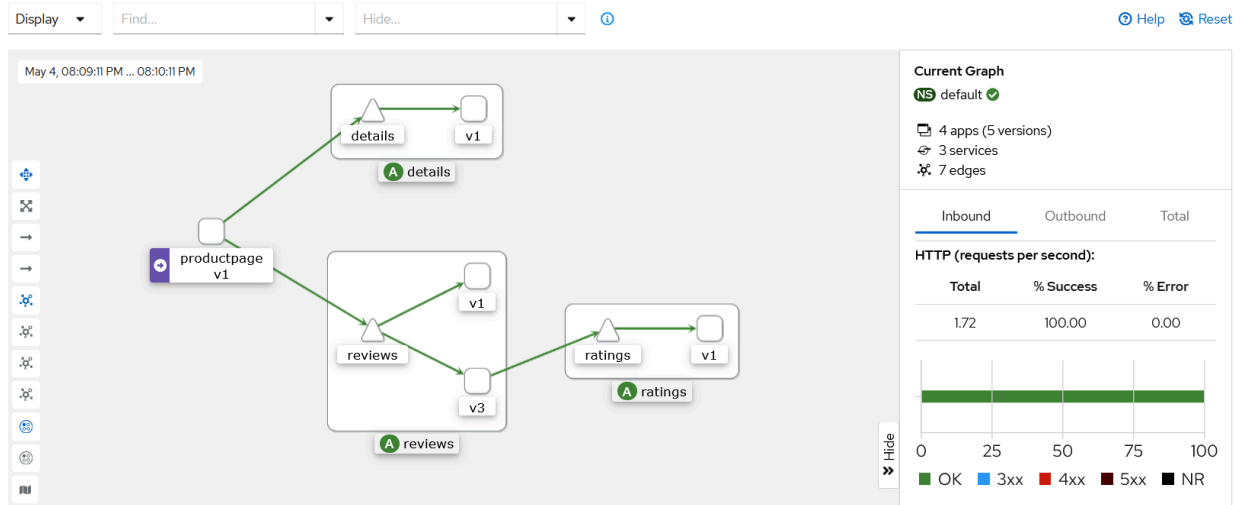 Display
Find...
Hide...
Help
Reset
May 4, 08:09:11 PM ... 08:10:11 PM
details
v1
A details
productpage
v1
v1
reviews
v3
A reviews
ratings
v1
A ratings
Hide
Current Graph
NS default
4 apps (5 versions)
3 services
7 edges
Inbound Outbound Total
HTTP (requests per second):
Total % Success % Error
1.72 100.00 0.00
0 25 50 75 100
OK 3xx 4xx 5xx NR